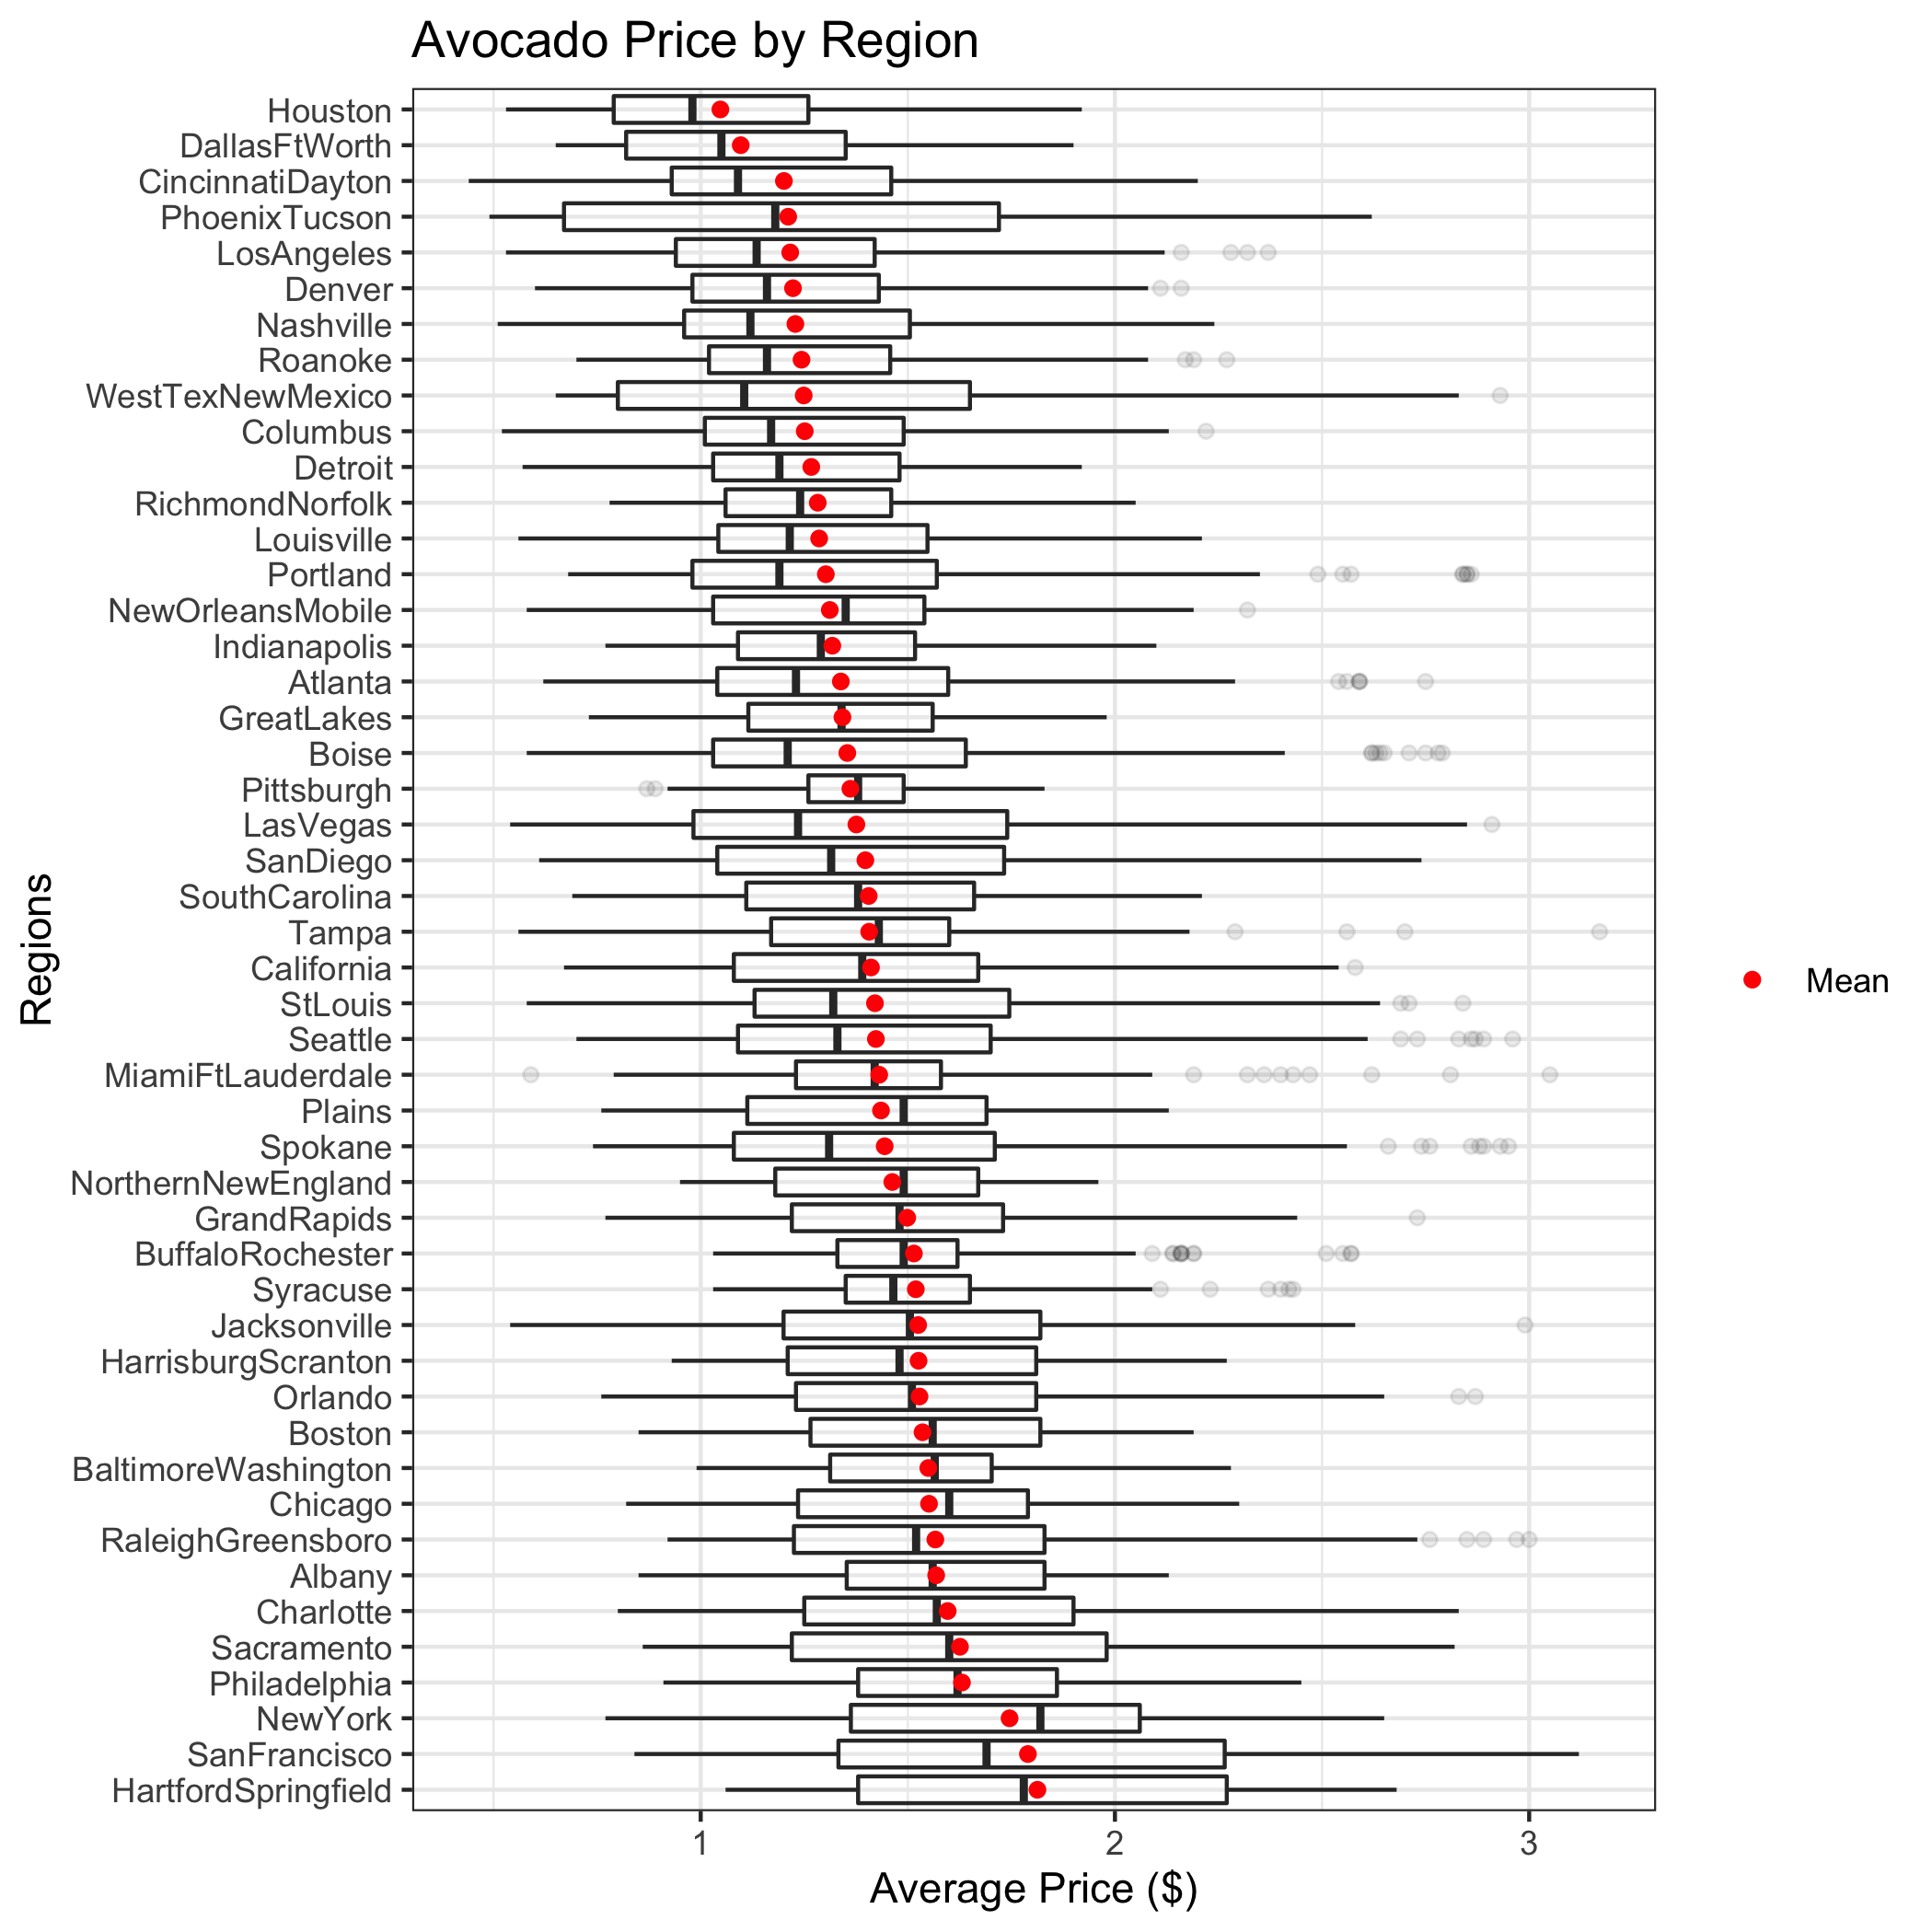 Avocado Price by Region
Houston
DallasFtWorth
CincinnatiDayton
PhoenixTucson
LosAngeles
Denver
Nashville
Roanoke
WestTexNewMexico
Columbus
Detroit
RichmondNorfolk
Louisville
Portland
NewOrleansMobile
Indianapolis
Atlanta
GreatLakes
Boise
Pittsburgh
LasVegas
SanDiego
SouthCarolina
Tampa
California
StLouis
Seattle
MiamiFtLauderdale
Plains
Spokane
NorthernNewEngland
GrandRapids
BuffaloRochester
Syracuse
Jacksonville
HarrisburgScranton
Orlando
Boston
BaltimoreWashington
Chicago
RaleighGreensboro
Albany
Charlotte
Sacramento
Philadelphia
NewYork
SanFrancisco
HartfordSpringfield
Regions
1 2 3
Average Price ($)
Mean